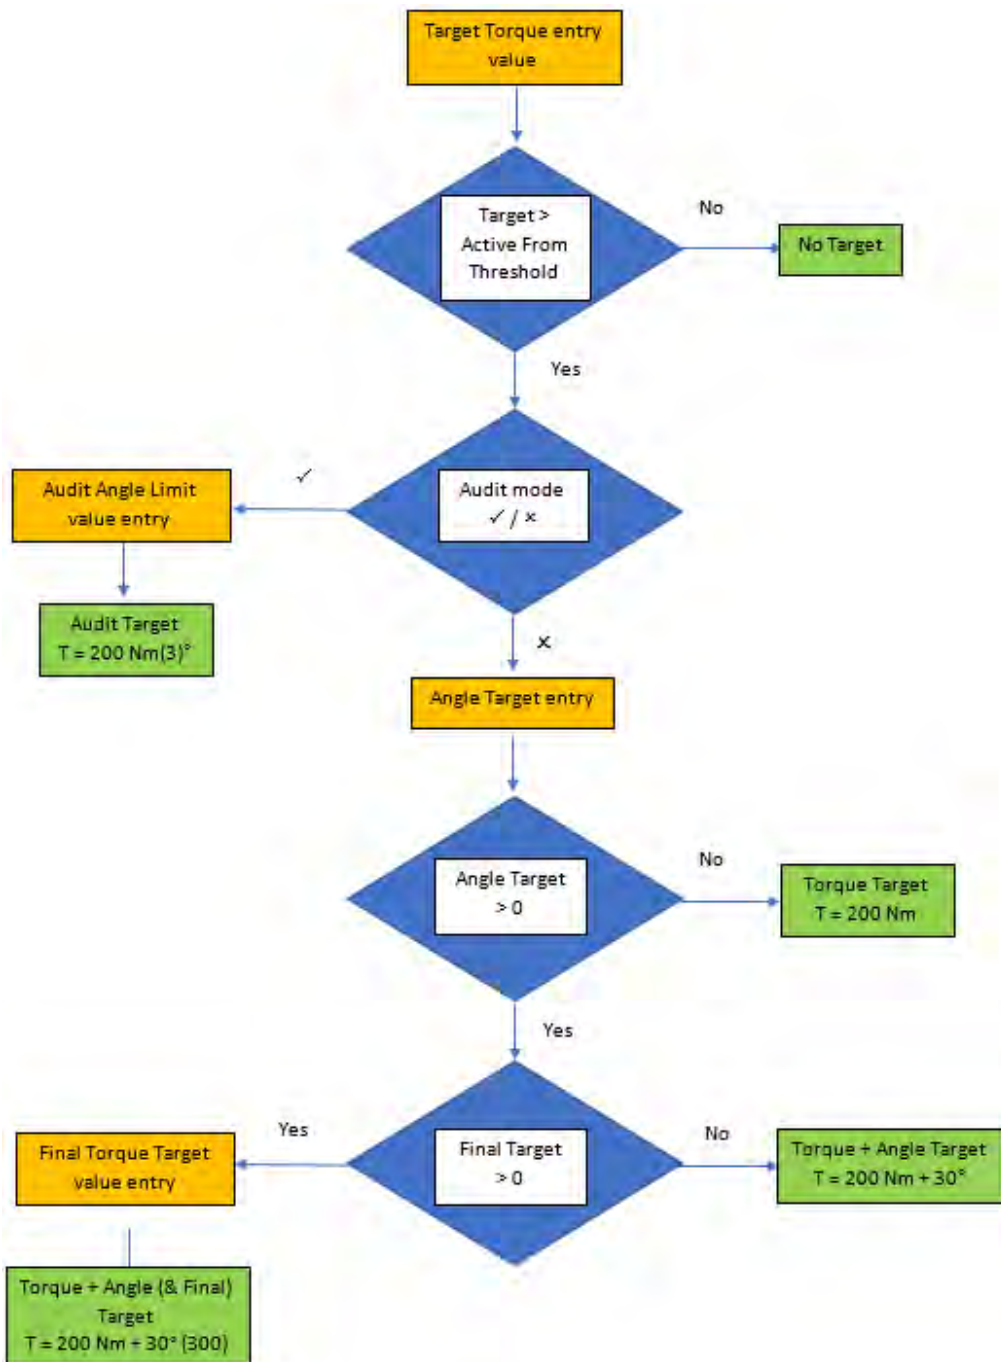 Target Torque entry
value
Target >
Active From
Threshold
No
No Target
Yes
Audit mode
✓ / ×
✓
Audit Angle Limit
value entry
Audit Target
T = 200 Nm(3)°
×
Angle Target entry
Angle Target
> 0
No
Torque Target
T = 200 Nm
Yes
Final Target
> 0
No
Torque + Angle Target
T = 200 Nm + 30°
Yes
Final Torque Target
value entry
Torque + Angle (& Final)
Target
T = 200 Nm + 30° (300)